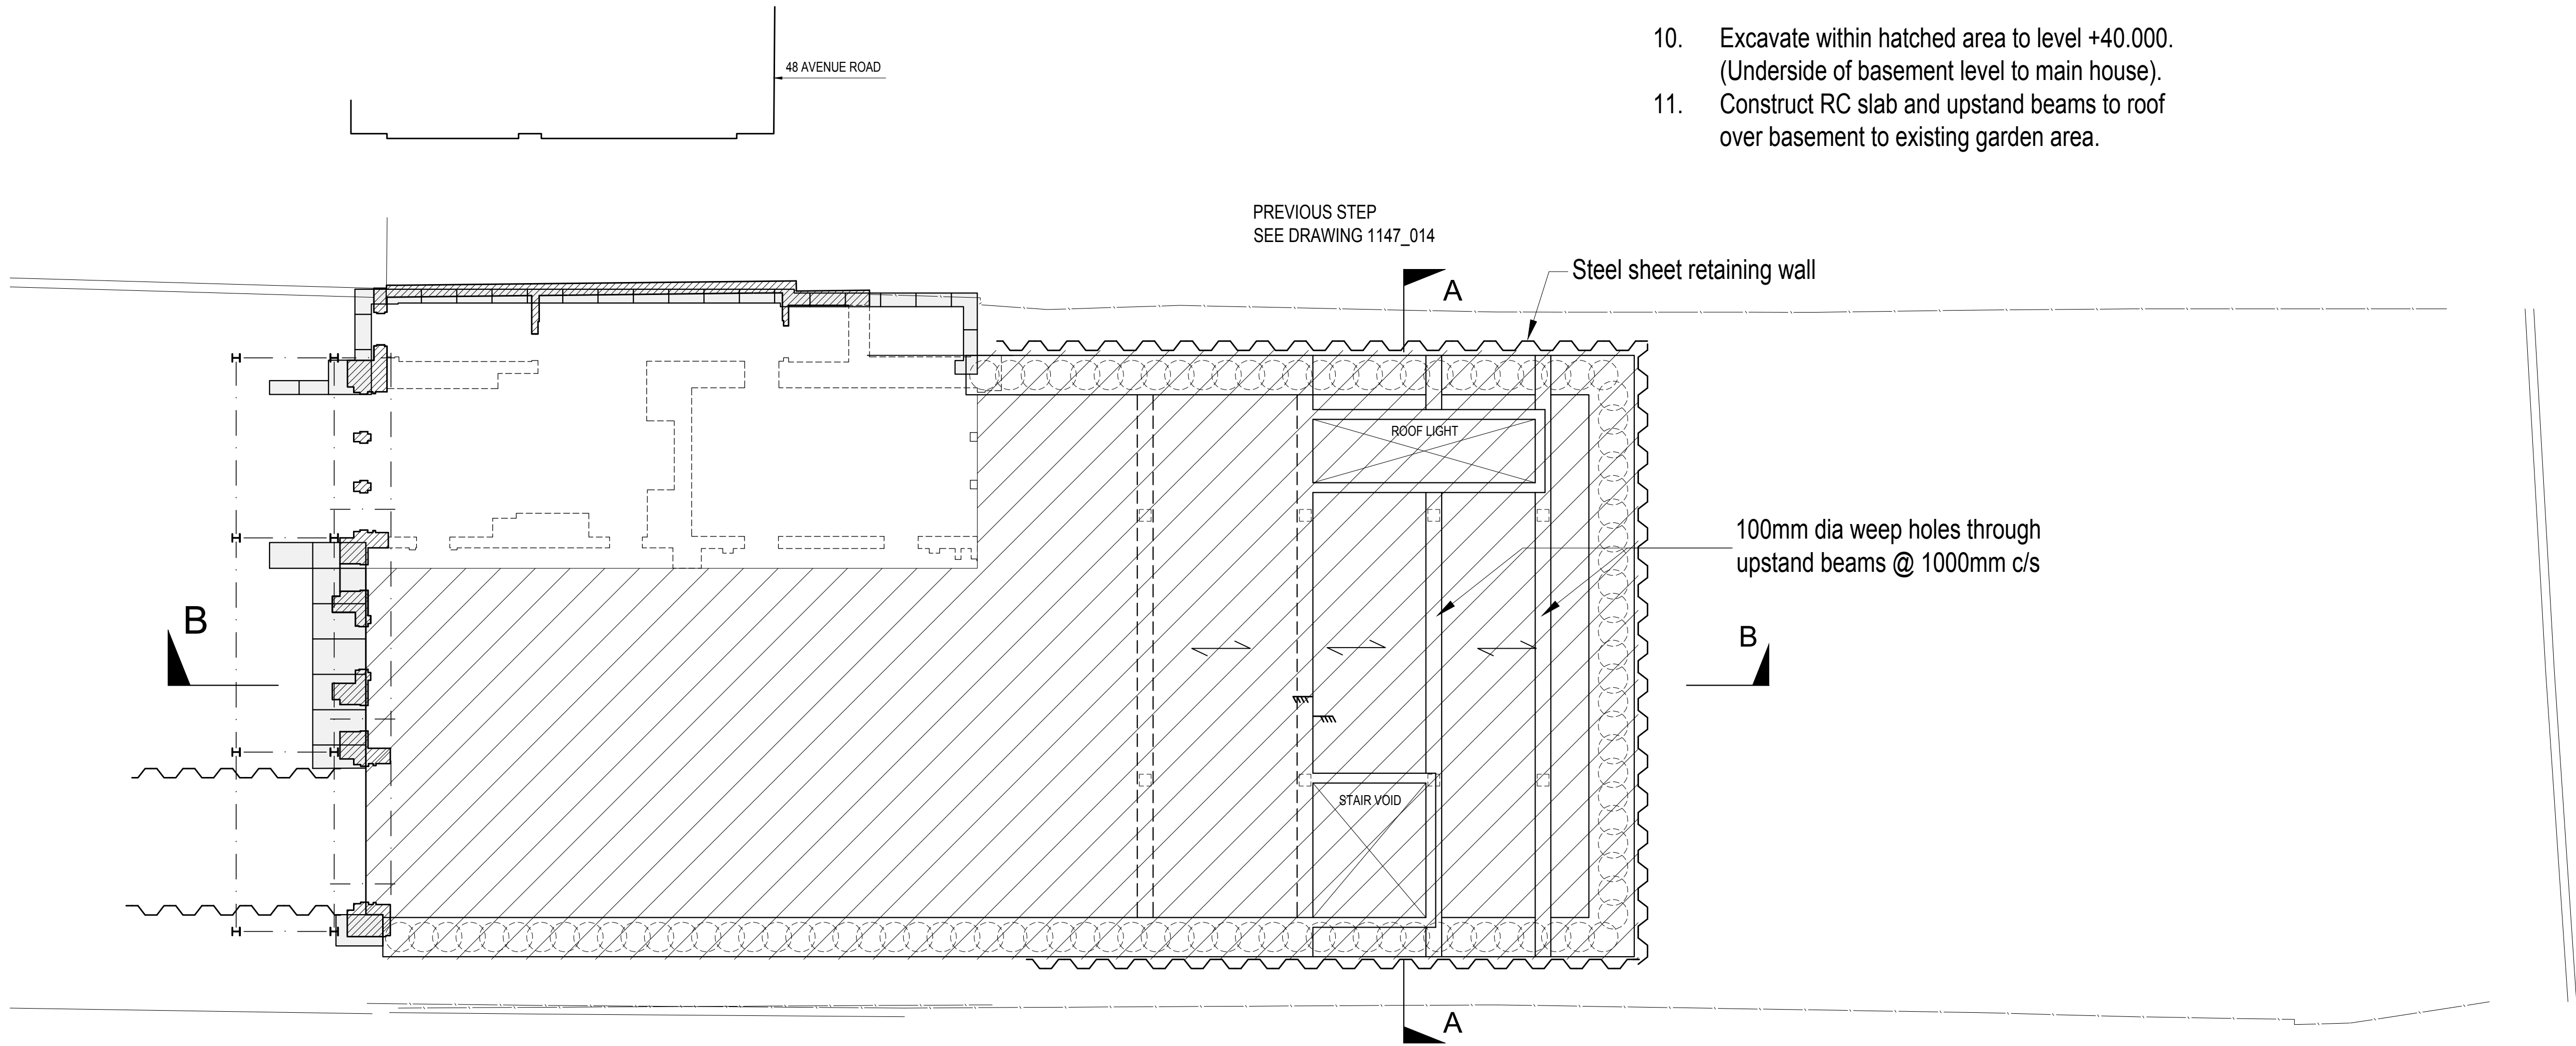 10. Excavate within hatched area to level +40.000.
(Underside of basement level to main house).
11. Construct RC slab and upstand beams to roof
over basement to existing garden area.
48 AVENUE ROAD
PREVIOUS STEP
SEE DRAWING 1147_014
Steel sheet retaining wall
A
ROOF LIGHT
100mm dia weep holes through
upstand beams @ 1000mm c/s
B
B
STAIR VOID
A